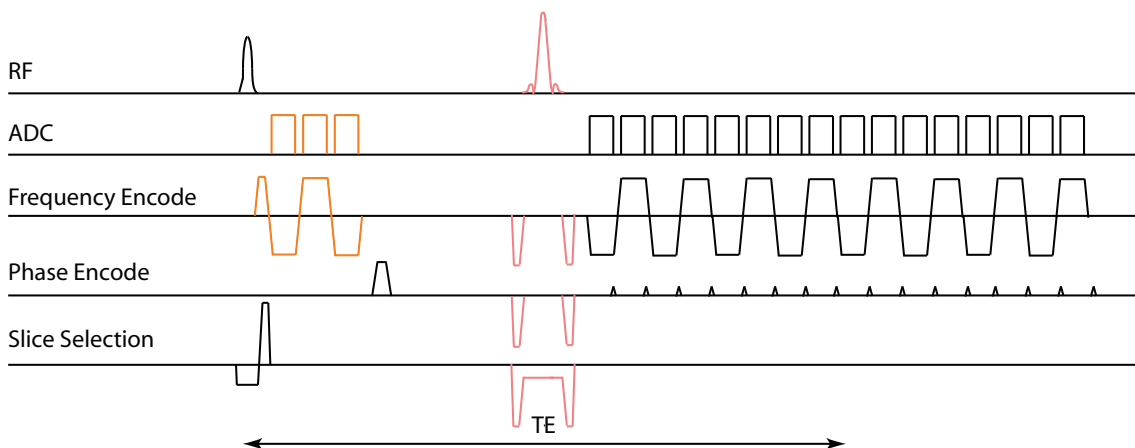 RF
ADC
Frequency Encode
Phase Encode
Slice Selection
TE